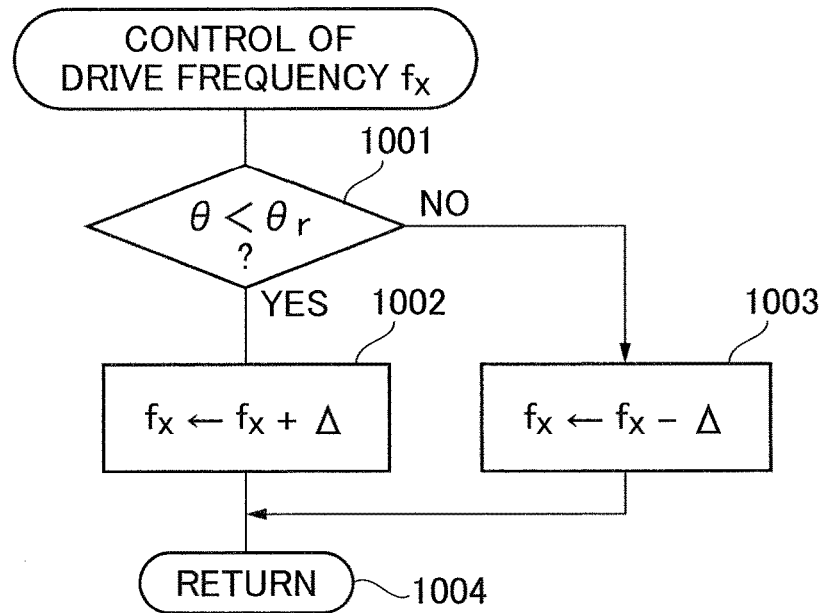 CONTROL OF
DRIVE FREQUENCY fx
1001
θ < θr
?
NO
YES
1002
1003
fx ← fx + Δ
fx ← fx - Δ
RETURN
1004